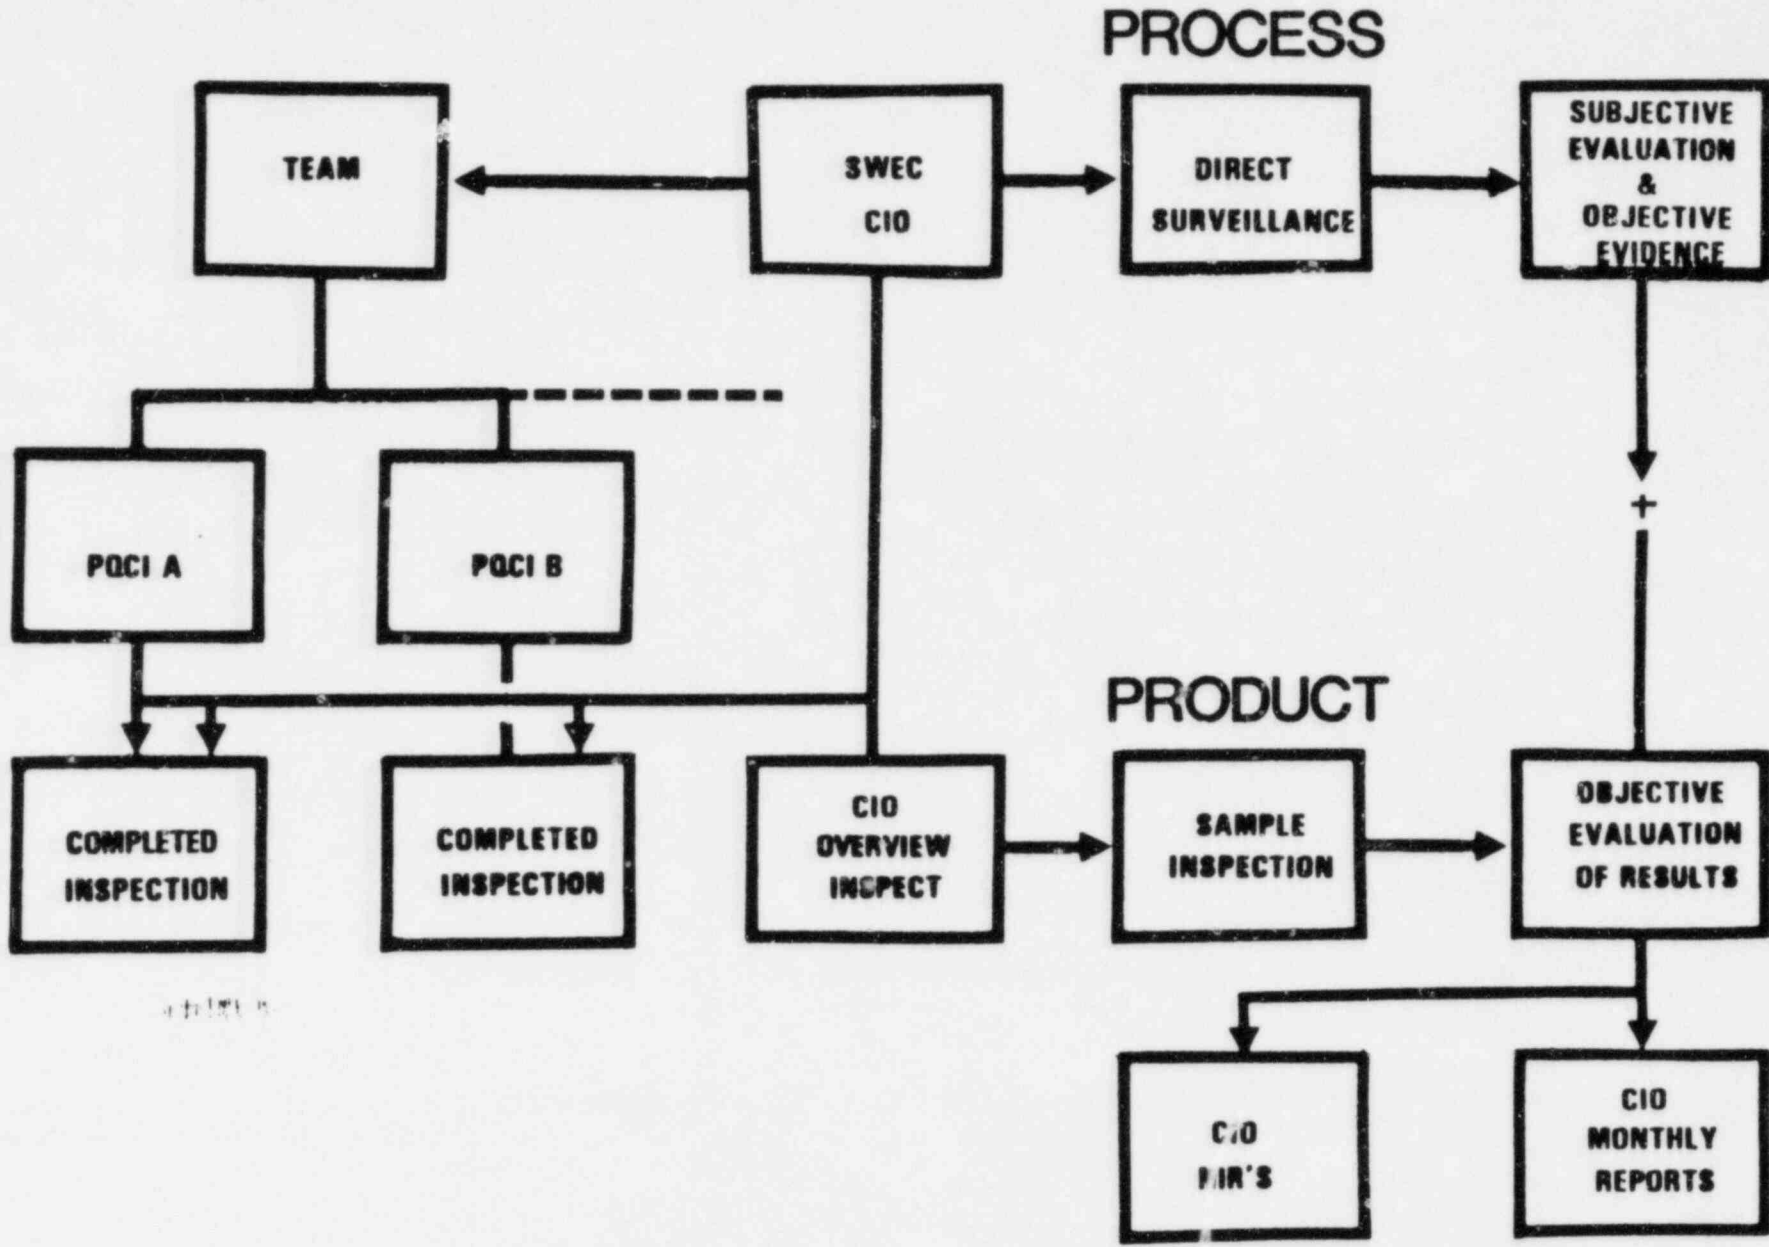 PROCESS
TEAM
SWEC
CIO
DIRECT
SURVEILLANCE
SUBJECTIVE
EVALUATION
&
OBJECTIVE
EVIDENCE
+
PQCI A
PQCI B
PRODUCT
COMPLETED
INSPECTION
COMPLETED
INSPECTION
CIO
OVERVIEW
INSPECT
SAMPLE
INSPECTION
OBJECTIVE
EVALUATION
OF RESULTS
CIO
CIO
MONTHLY
REPORTS